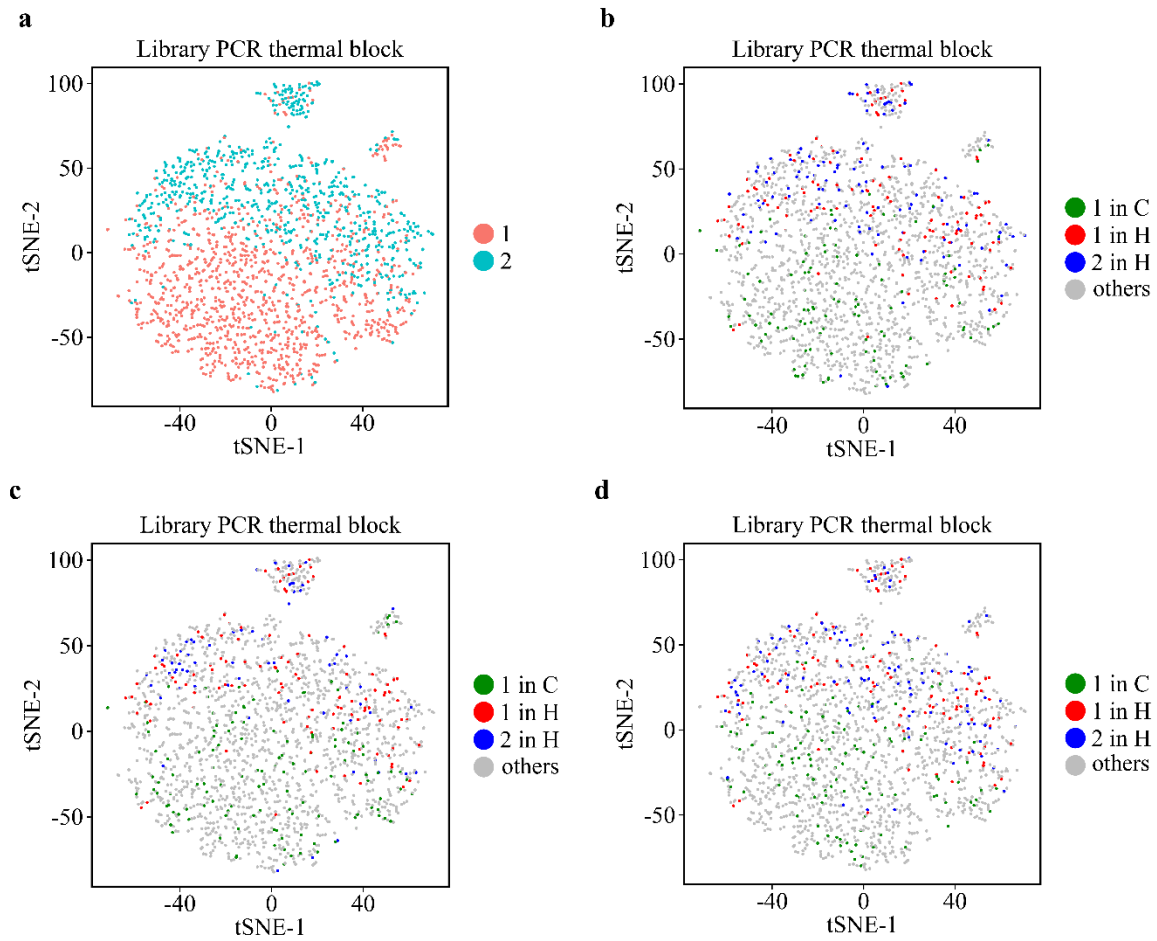 a
Library PCR thermal block
100
50
0
-50
tSNE-2
-40
0
40
tSNE-1
1
2
b
Library PCR thermal block
100
50
0
-50
tSNE-2
-40
0
40
tSNE-1
1 in C
1 in H
2 in H
others
c
Library PCR thermal block
100
50
0
-50
tSNE-2
-40
0
40
tSNE-1
1 in C
1 in H
2 in H
others
d
Library PCR thermal block
100
50
0
-50
tSNE-2
-40
0
40
tSNE-1
1 in C
1 in H
2 in H
others